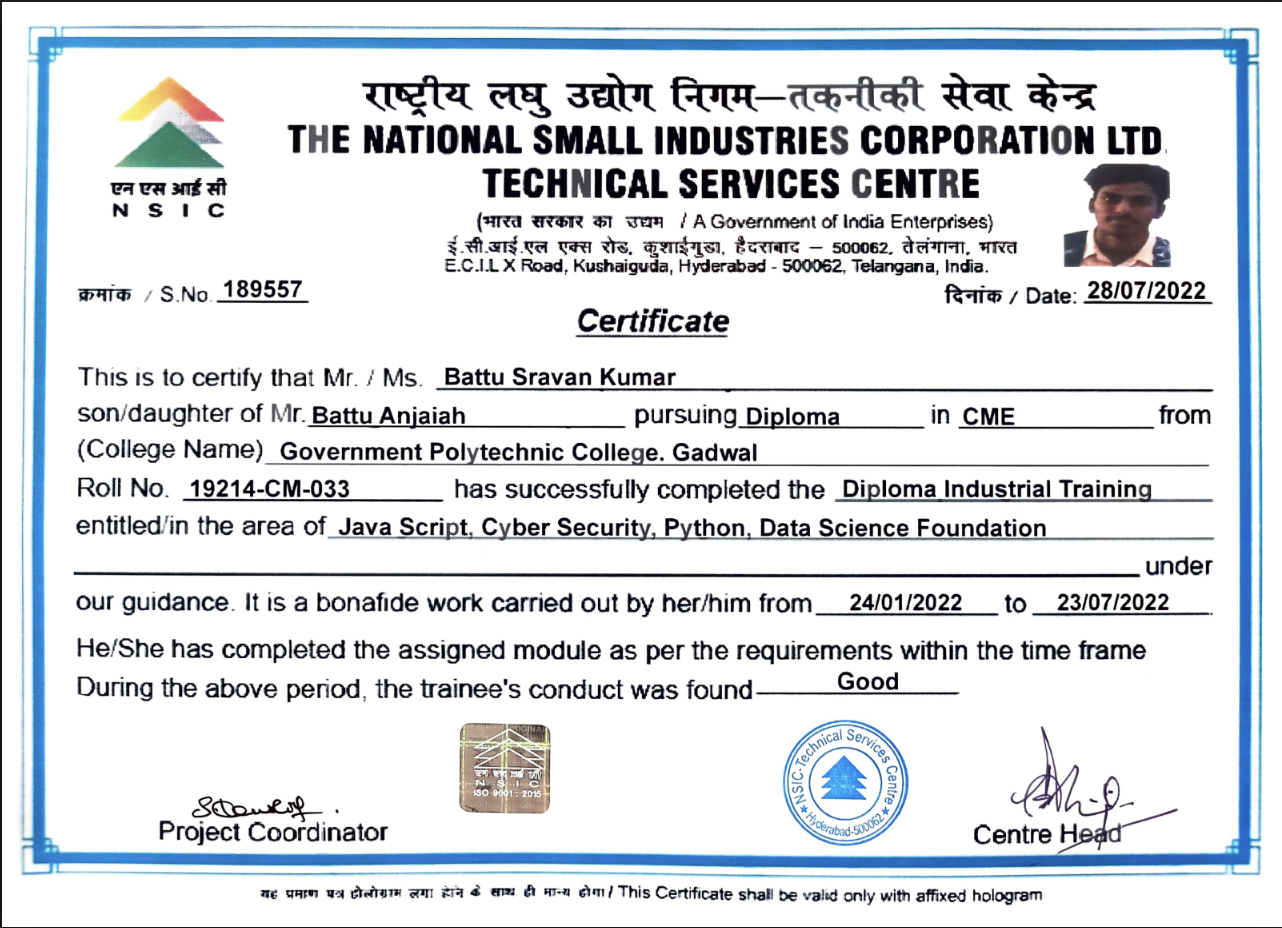 राष्ट्रीय लघु उद्योग निगम—तकनीकी सेवा केन्द्र
THE NATIONAL SMALL INDUSTRIES CORPORATION LTD.
TECHNICAL SERVICES CENTRE
एन एस आई सी
N S I C
(भारत सरकार का उद्यम / A Government of India Enterprises)
ई.सी.आई.एल एक्स रोड, कुशाईगुडा, हैदराबाद – 500062, तेलंगाना, भारत
E.C.I.L X Road, Kushaiguda, Hyderabad - 500062, Telangana, India.
क्रमांक / S.No. 189557
दिनांक / Date: 28/07/2022
Certificate
This is to certify that Mr. / Ms. Battu Sravan Kumar
son/daughter of Mr. Battu Anjaiah pursuing Diploma in CME from
(College Name) Government Polytechnic College. Gadwal
Roll No. 19214-CM-033 has successfully completed the Diploma Industrial Training
entitled/in the area of Java Script, Cyber Security, Python, Data Science Foundation
under
our guidance. It is a bonafide work carried out by her/him from 24/01/2022 to 23/07/2022.
He/She has completed the assigned module as per the requirements within the time frame
During the above period, the trainee's conduct was found Good
एन एस आई सी
N S I C
ISO 9001 : 2015
NSIC-Technical Services Centre
Hyderabad-500062
Project Coordinator
Centre Head
यह प्रमाण पत्र होलोग्राम लगा होने के साथ ही मान्य होगा / This Certificate shall be valid only with affixed hologram